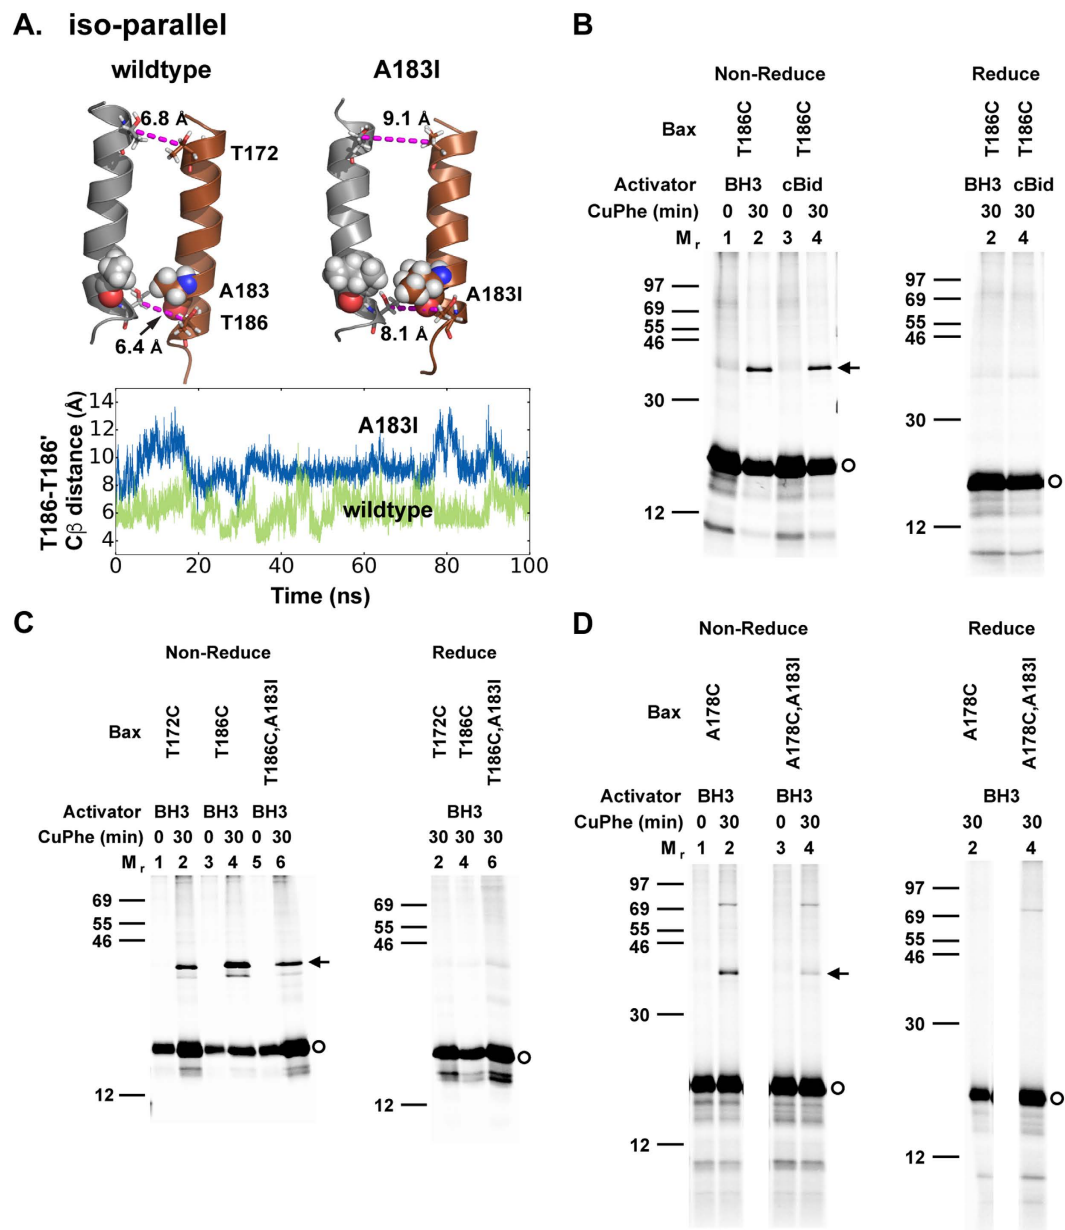 A. iso-parallel
wildtype
A183I
6.8 Å
9.1 Å
T172
A183
T186
A183I
6.4 Å
8.1 Å
T186-T186'
Cβ distance (Å)
14
12
10
8
6
4
A183I
wildtype
0 20 40 60 80 100
Time (ns)
B
Non-Reduce
Reduce
Bax
T186C
T186C
T186C
T186C
Activator BH3 cBid
BH3 cBid
CuPhe (min) 0 30 0 30
30 30
Mr 1 2 3 4
2 4
97
69
55
46
30
12
97
69
55
46
30
12
C
Non-Reduce
Reduce
Bax
T172C
T186C
T186C,A183I
T172C
T186C
T186C,A183I
Activator BH3 BH3 BH3
BH3
CuPhe (min) 0 30 0 30 0 30
30 30 30
Mr 1 2 3 4 5 6
2 4 6
69
55
46
12
69
55
46
12
D
Non-Reduce
Reduce
Bax
A178C
A178C,A183I
A178C
A178C,A183I
Activator BH3 BH3
BH3
CuPhe (min) 0 30 0 30
30 30
Mr 1 2 3 4
2 4
97
69
55
46
30
12
97
69
55
46
30
12